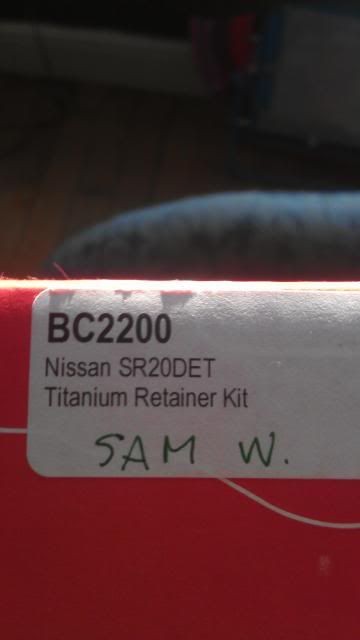 BC2200
Nissan SR20DET
Titanium Retainer Kit
SAM W.